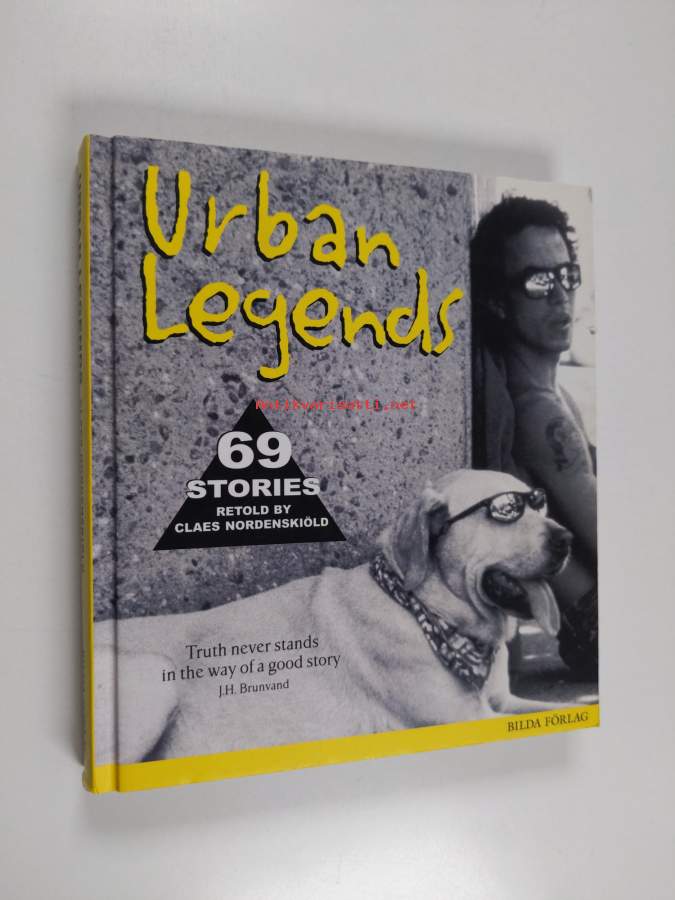 Urban
Legends
Antikvariaatti.net
69
STORIES
RETOLD BY
CLAES NORDENSKIÖLD
Truth never stands
in the way of a good story
J.H. Brunvand
BILDA FÖRLAG